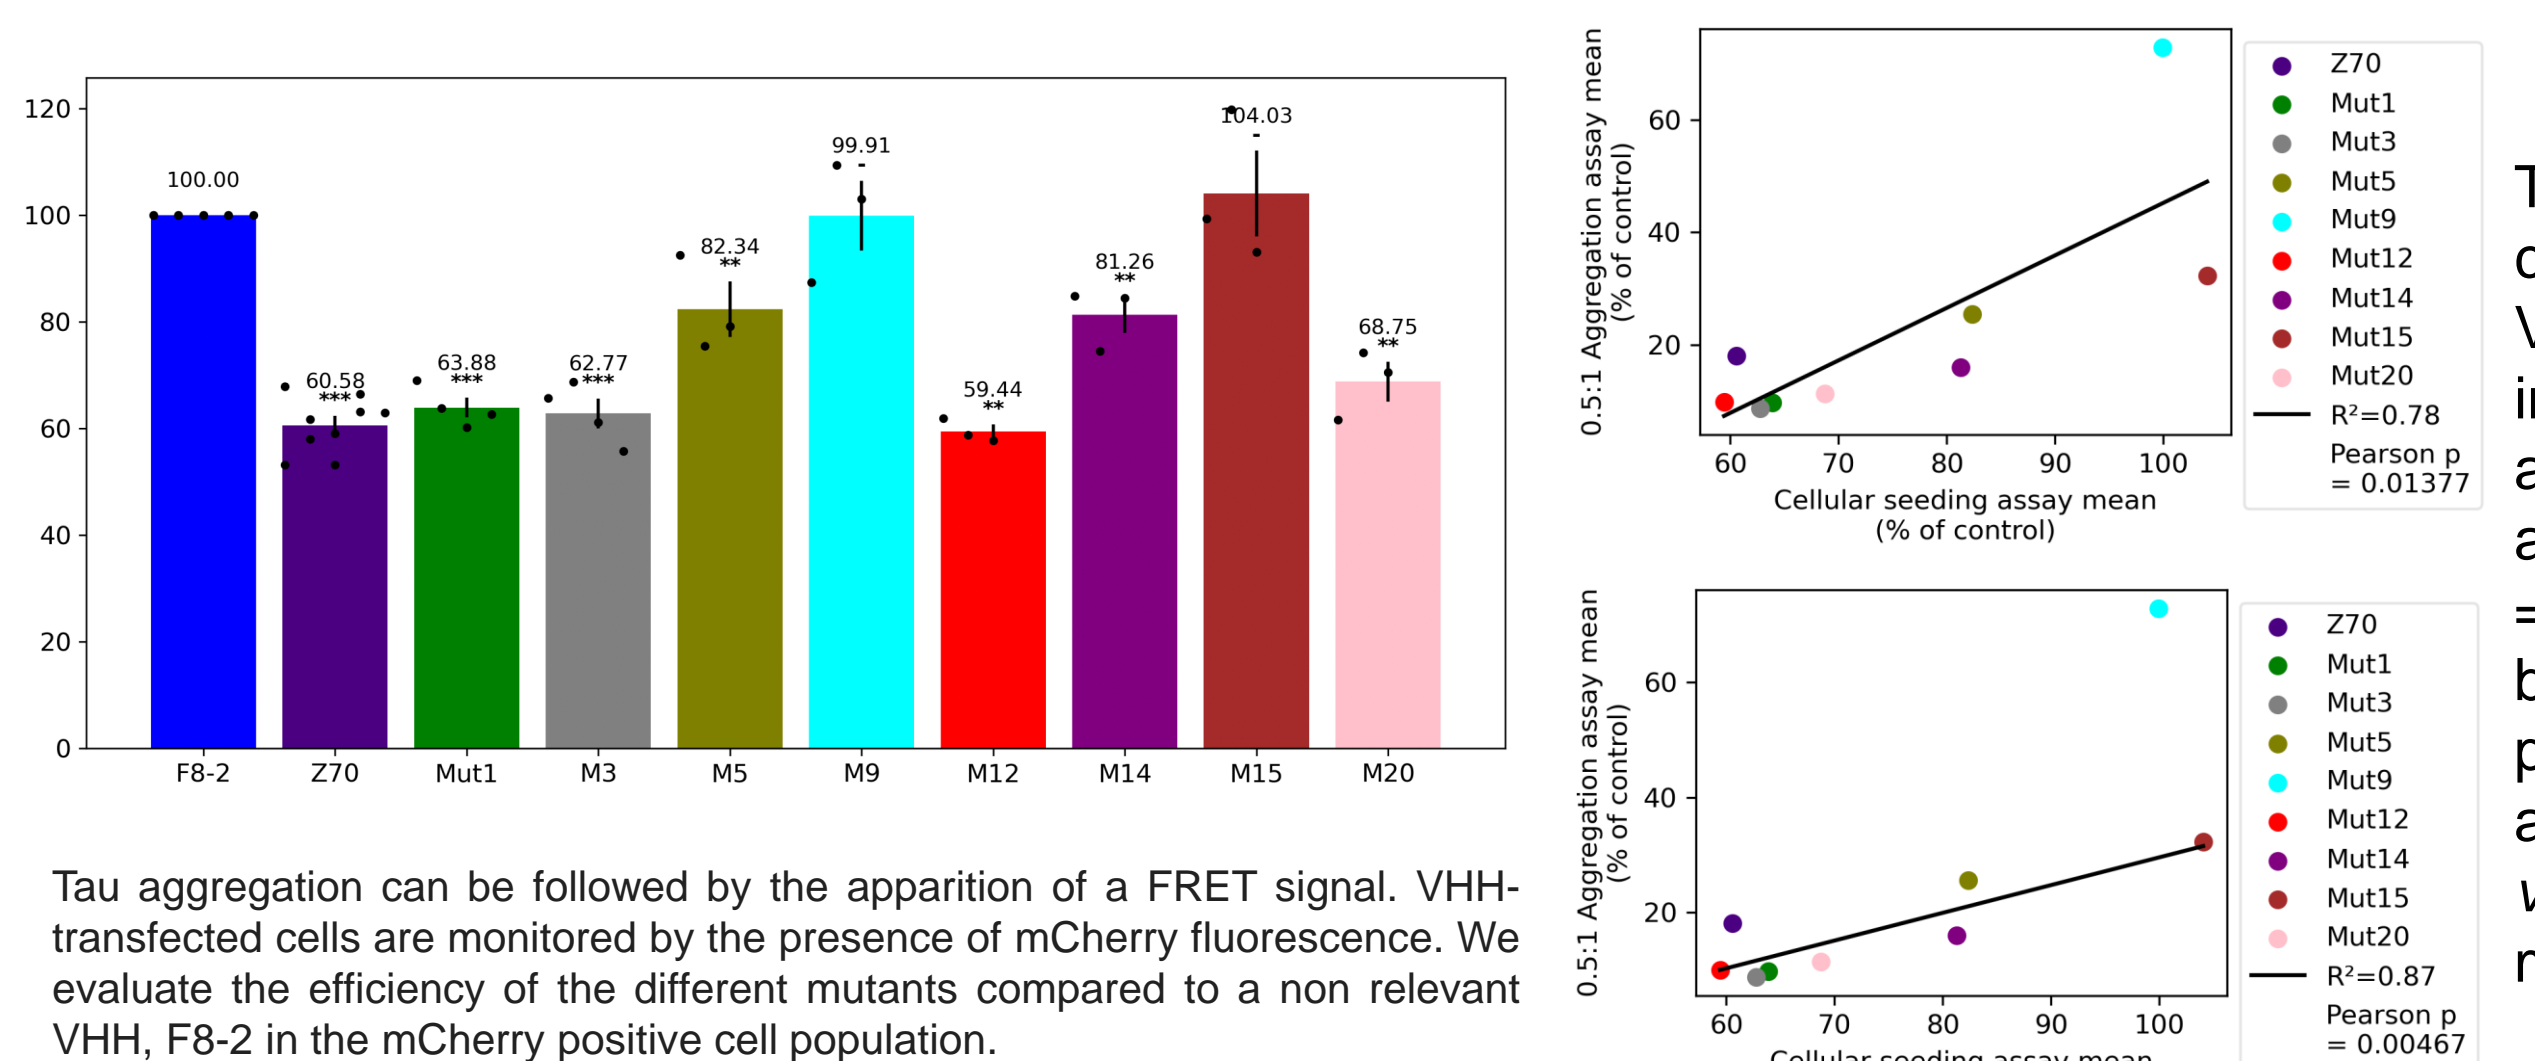 120
100
80
60
40
20
0
100.00
60.58
***
63.88
***
62.77
***
82.34
**
99.91
59.44
**
81.26
**
104.03
68.75
**
F8-2 Z70 Mut1 M3 M5 M9 M12 M14 M15 M20
Tau aggregation can be followed by the apparition of a FRET signal. VHH-
transfected cells are monitored by the presence of mCherry fluorescence. We
evaluate the efficiency of the different mutants compared to a non relevant
VHH, F8-2 in the mCherry positive cell population.
0.5:1 Aggregation assay mean
(% of control)
60
40
20
60 70 80 90 100
Cellular seeding assay mean
(% of control)
Z70
Mut1
Mut3
Mut5
Mut9
Mut12
Mut14
Mut15
Mut20
R²=0.78
Pearson p
= 0.01377
0.5:1 Aggregation assay mean
(% of control)
60
40
20
60 70 80 90 100
Cellular seeding assay mean
Z70
Mut1
Mut3
Mut5
Mut9
Mut12
Mut14
Mut15
Mut20
R²=0.87
Pearson p
= 0.00467